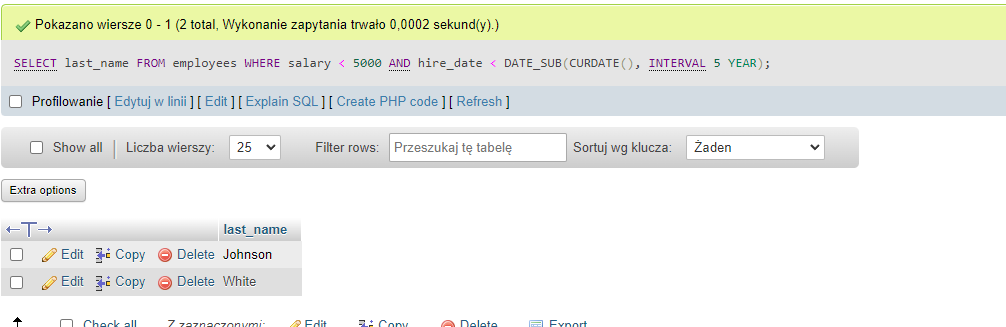 Pokazano wiersze 0 - 1 (2 total, Wykonanie zapytania trwało 0,0002 sekund(y).)
SELECT last_name FROM employees WHERE salary < 5000 AND hire_date < DATE_SUB(CURDATE(), INTERVAL 5 YEAR);
Profilowanie [ Edytuj w linii ] [ Edit ] [ Explain SQL ] [ Create PHP code ] [ Refresh ]
Show all Liczba wierszy: 25 Filter rows: Przeszukaj tę tabelę Sortuj wg klucza: Żaden
Extra options
←T→ last_name
Edit Copy Delete Johnson
Edit Copy Delete White
Check all Z zaznaczonymi: Edit Copy Delete Export